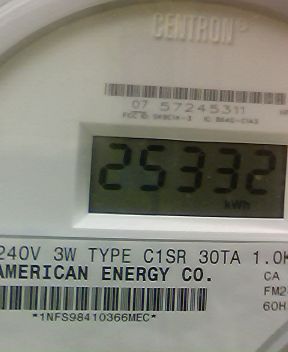 CENTRON®
07 57245311
25332
kWh
240V 3W TYPE C1SR 30TA 1.0K
AMERICAN ENERGY CO.
CA
FM2
60H
*1NFS98410366MEC*